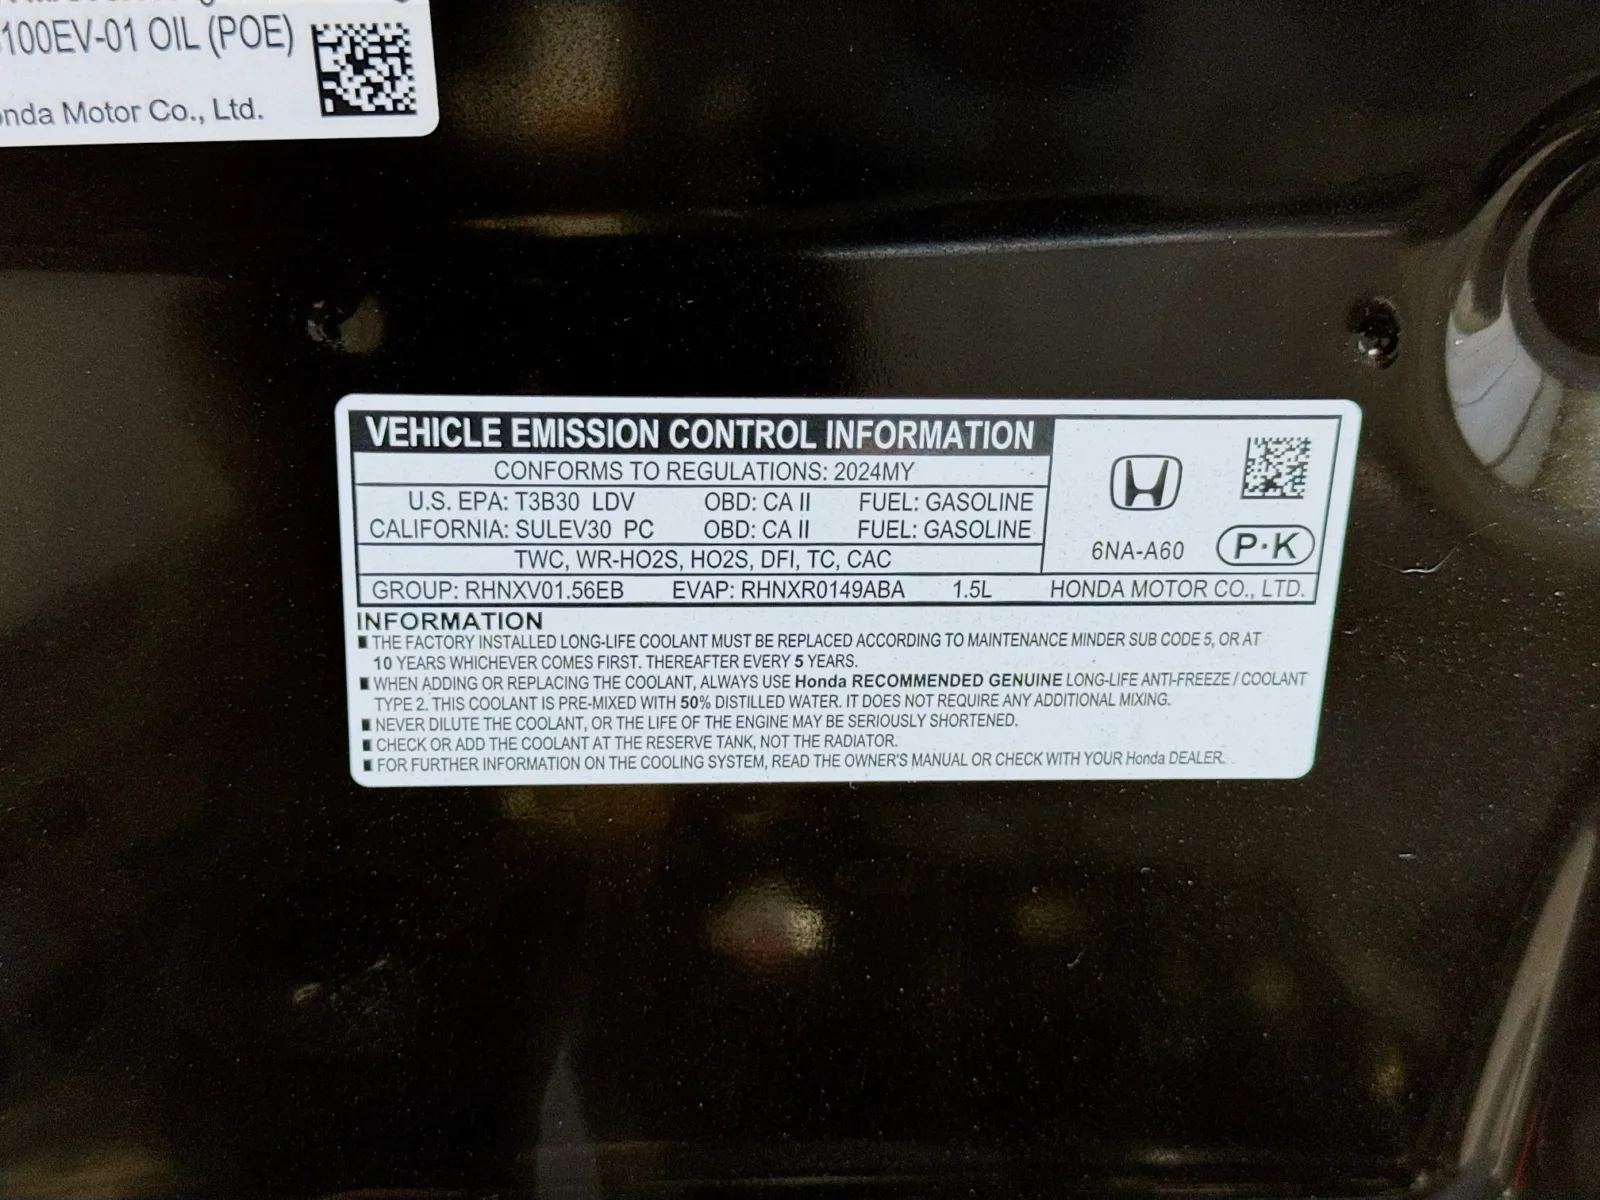 100EV-01 OIL (POE)
Motor Co., Ltd.
VEHICLE EMISSION CONTROL INFORMATION
CONFORMS TO REGULATIONS: 2024MY
U.S. EPA: T3B30 LDV OBD: CA II FUEL: GASOLINE
CALIFORNIA: SULEV30 PC OBD: CA II FUEL: GASOLINE
TWC, WR-HO2S, HO2S, DFI, TC, CAC
6NA-A60 P·K
GROUP: RHNXV01.56EB EVAP: RHNXR0149ABA 1.5L HONDA MOTOR CO., LTD.
INFORMATION
■ THE FACTORY INSTALLED LONG-LIFE COOLANT MUST BE REPLACED ACCORDING TO MAINTENANCE MINDER SUB CODE 5, OR AT
10 YEARS WHICHEVER COMES FIRST. THEREAFTER EVERY 5 YEARS.
■ WHEN ADDING OR REPLACING THE COOLANT, ALWAYS USE Honda RECOMMENDED GENUINE LONG-LIFE ANTI-FREEZE / COOLANT
TYPE 2. THIS COOLANT IS PRE-MIXED WITH 50% DISTILLED WATER. IT DOES NOT REQUIRE ANY ADDITIONAL MIXING.
■ NEVER DILUTE THE COOLANT, OR THE LIFE OF THE ENGINE MAY BE SERIOUSLY SHORTENED.
■ CHECK OR ADD THE COOLANT AT THE RESERVE TANK, NOT THE RADIATOR.
■ FOR FURTHER INFORMATION ON THE COOLING SYSTEM, READ THE OWNER'S MANUAL OR CHECK WITH YOUR Honda DEALER.